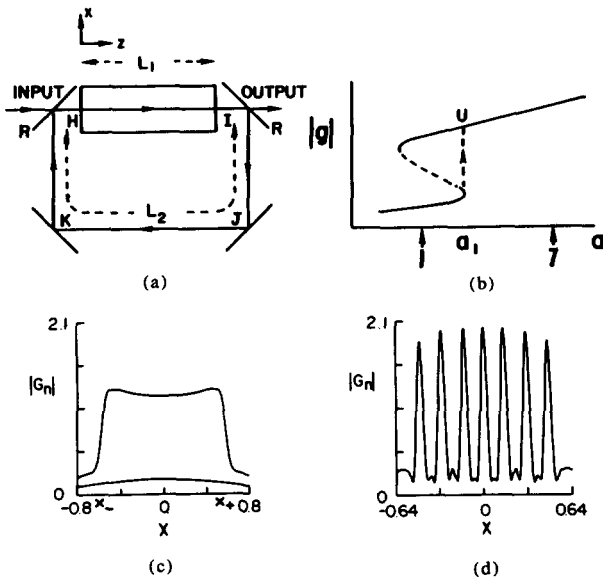 x
z
L1
INPUT
OUTPUT
H
I
R
R
L2
K
J
(a)
|g|
U
1
a1
7
a
(b)
2.1
|Gn|
0
-0.8
x-
0
x+
0.8
X
(c)
2.1
|Gn|
0
-0.64
0
0.64
X
(d)